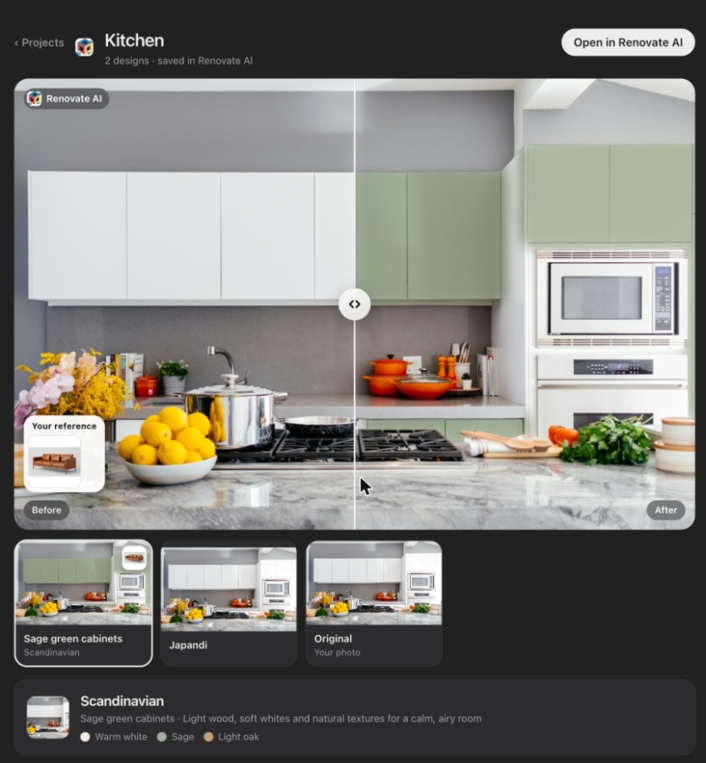 ‹ Projects
Kitchen
2 designs · saved in Renovate AI
Open in Renovate AI
Renovate AI
Your reference
Before
After
Sage green cabinets
Scandinavian
Japandi
Original
Your photo
Scandinavian
Sage green cabinets · Light wood, soft whites and natural textures for a calm, airy room
Warm white
Sage
Light oak